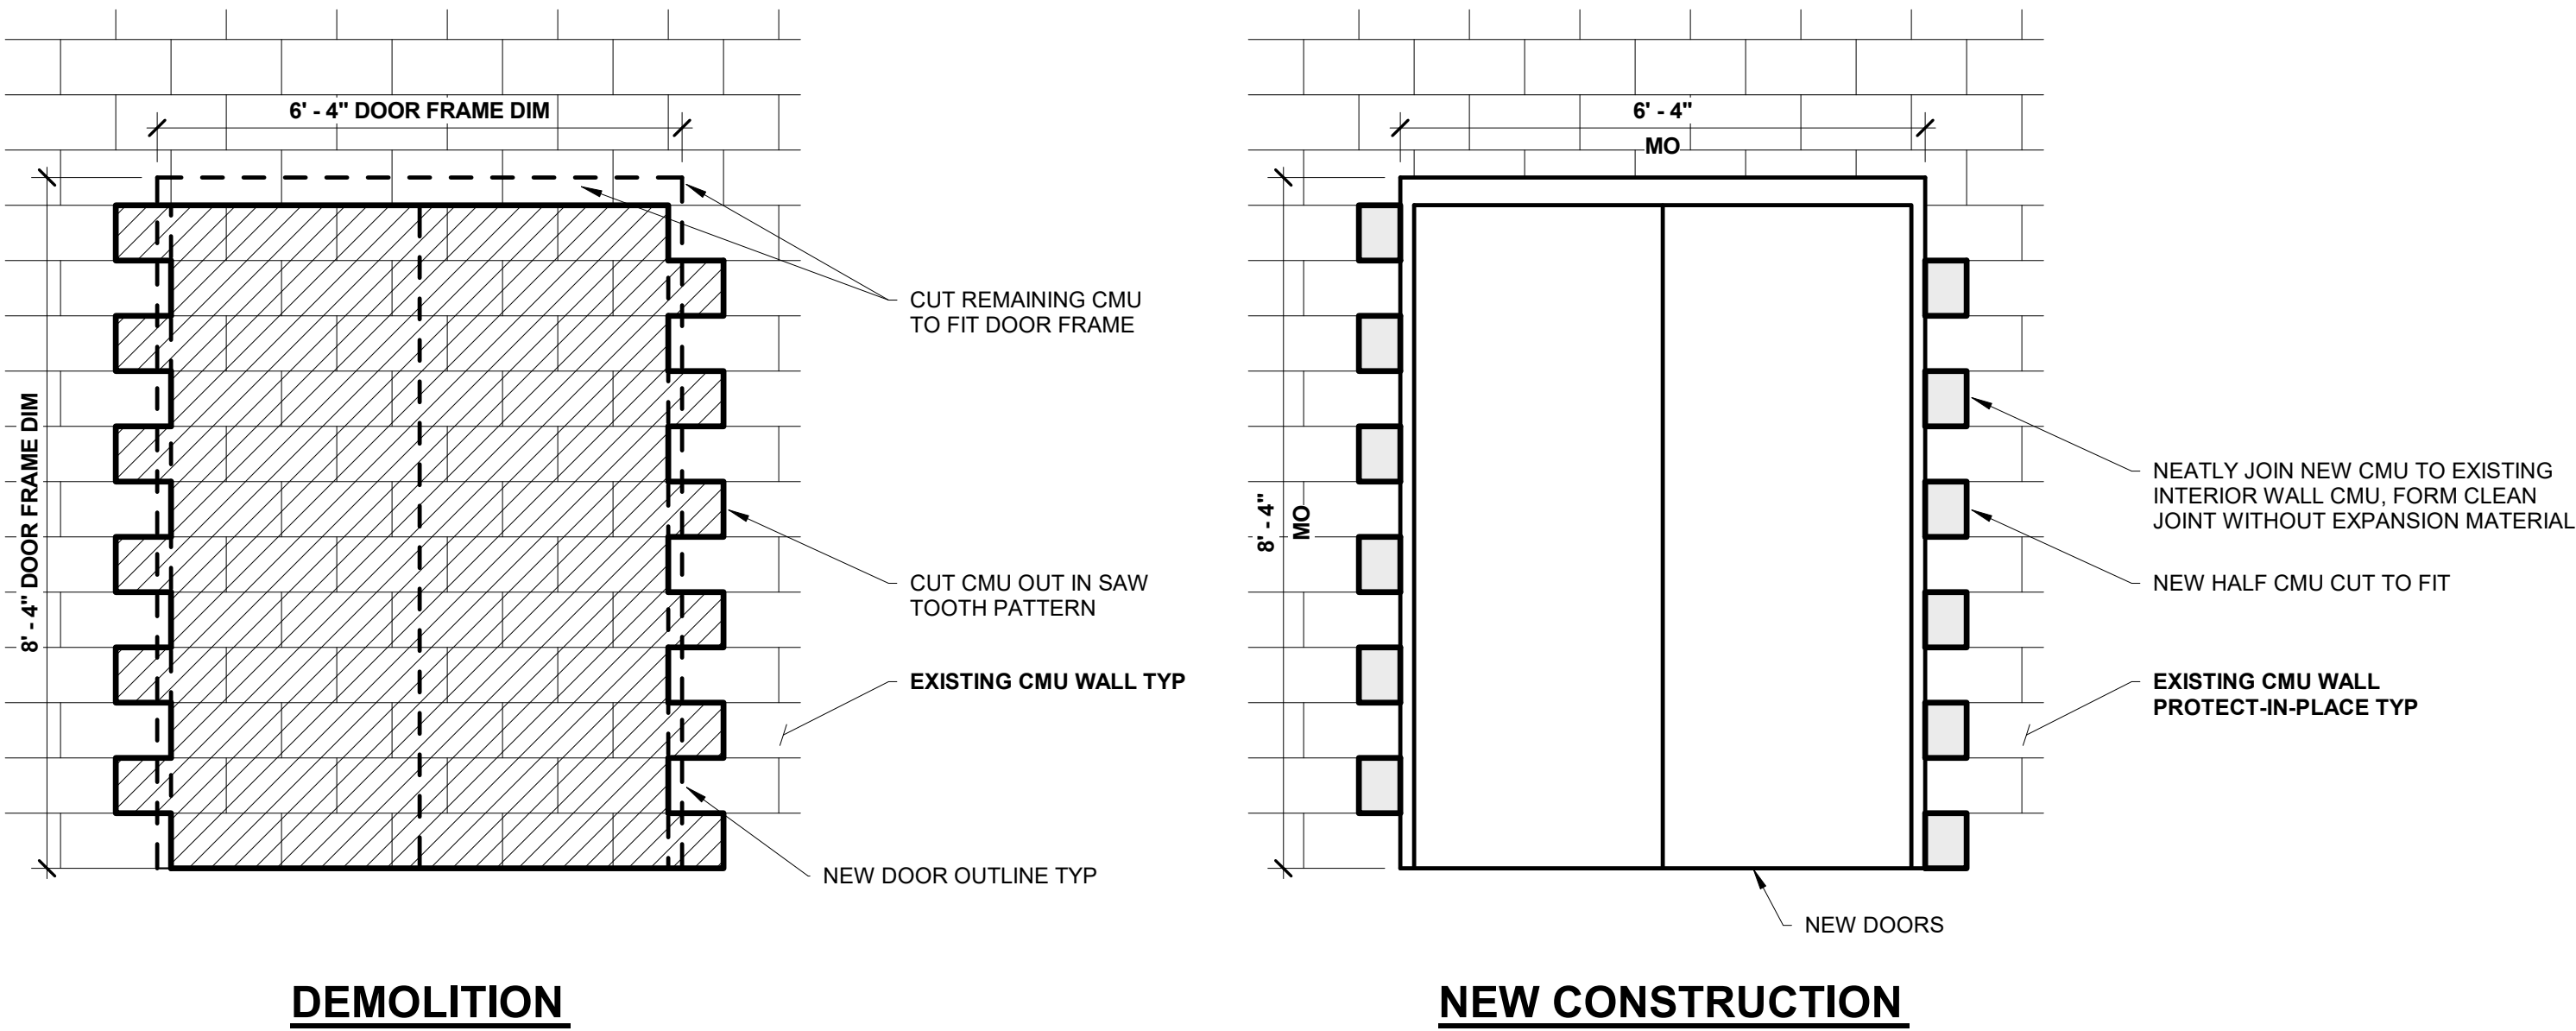 6' - 4" DOOR FRAME DIM
8' - 4" DOOR FRAME DIM
CUT REMAINING CMU
TO FIT DOOR FRAME
CUT CMU OUT IN SAW
TOOTH PATTERN
EXISTING CMU WALL TYP
NEW DOOR OUTLINE TYP
DEMOLITION
6' - 4"
MO
8' - 4"
MO
NEATLY JOIN NEW CMU TO EXISTING
INTERIOR WALL CMU, FORM CLEAN
JOINT WITHOUT EXPANSION MATERIAL
NEW HALF CMU CUT TO FIT
EXISTING CMU WALL
PROTECT-IN-PLACE TYP
NEW DOORS
NEW CONSTRUCTION